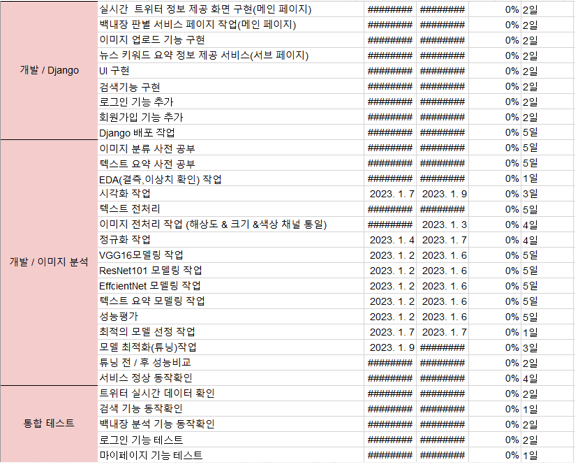 실시간  트위터 정보 제공 화면 구현(메인 페이지) ######## ######## 0% 2일
백내장 판별 서비스 페이지 작업(메인 페이지) ######## ######## 0% 2일
이미지 업로드 기능 구현 ######## ######## 0% 2일
뉴스 키워드 요약 정보 제공 서비스(서브 페이지) ######## ######## 0% 2일
개발 / Django UI 구현 ######## ######## 0% 2일
검색기능 구현 ######## ######## 0% 2일
로그인 기능 추가 ######## ######## 0% 2일
회원가입 기능 추가 ######## ######## 0% 2일
Django 배포 작업 ######## ######## 0% 5일
이미지 분류 사전 공부 ######## ######## 0% 5일
텍스트 요약 사전 공부 ######## ######## 0% 5일
EDA(결측,이상치 확인) 작업 ######## ######## 0% 1일
시각화 작업 2023. 1. 7 2023. 1. 9 0% 3일
텍스트 전처리 ######## ######## 0% 5일
이미지 전처리 작업 (해상도 & 크기 &색상 채널 통일) ######## 2023. 1. 3 0% 4일
정규화 작업 2023. 1. 4 2023. 1. 7 0% 4일
VGG16모델링 작업 2023. 1. 2 2023. 1. 6 0% 5일
개발 / 이미지 분석 ResNet101 모델링 작업 2023. 1. 2 2023. 1. 6 0% 5일
EffcientNet 모델링 작업 2023. 1. 2 2023. 1. 6 0% 5일
텍스트 요약 모델링 작업 2023. 1. 2 2023. 1. 6 0% 5일
성능평가 2023. 1. 2 2023. 1. 6 0% 5일
최적의 모델 선정 작업 2023. 1. 7 2023. 1. 7 0% 1일
모델 최적화(튜닝)작업 2023. 1. 9 ######## 0% 3일
튜닝 전 / 후 성능비교 ######## ######## 0% 2일
서비스 정상 동작확인 ######## ######## 0% 4일
트위터 실시간 데이터 확인 ######## ######## 0% 2일
검색 기능 동작확인 ######## ######## 0% 1일
통합 테스트 백내장 분석 기능 동작확인 ######## ######## 0% 2일
로그인 기능 테스트 ######## ######## 0% 2일
마이페이지 기능 테스트 ######## ######## 0% 1일